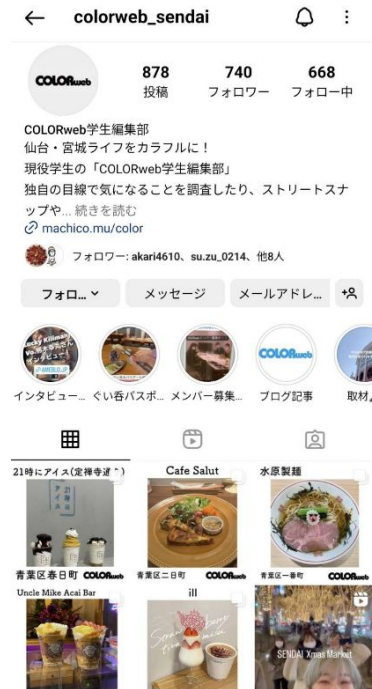 colorweb_sendai
COLORweb
878 740 668
投稿 フォロワー フォロー中
COLORweb学生編集部
仙台・宮城ライフをカラフルに！
現役学生の「COLORweb学生編集部」
独自の目線で気になることを調査したり、ストリートスナ
ップや... 続きを読む
machico.mu/color
フォロワー: akari4610、su.zu_0214、他8人
フォロ... メッセージ メールアドレ...
インタビュー！
COLORweb
インタビュー... ぐい呑バスポ... メンバー募集... ブログ記事 取材
21時にアイス(定禅寺通 Cafe Salut 水原製麺
青葉区春日町 COLORweb 青葉区二日町 COLORweb 青葉区一番町 COLORweb
Uncle Mike Acai Bar ill
SENDAI Xmas Market